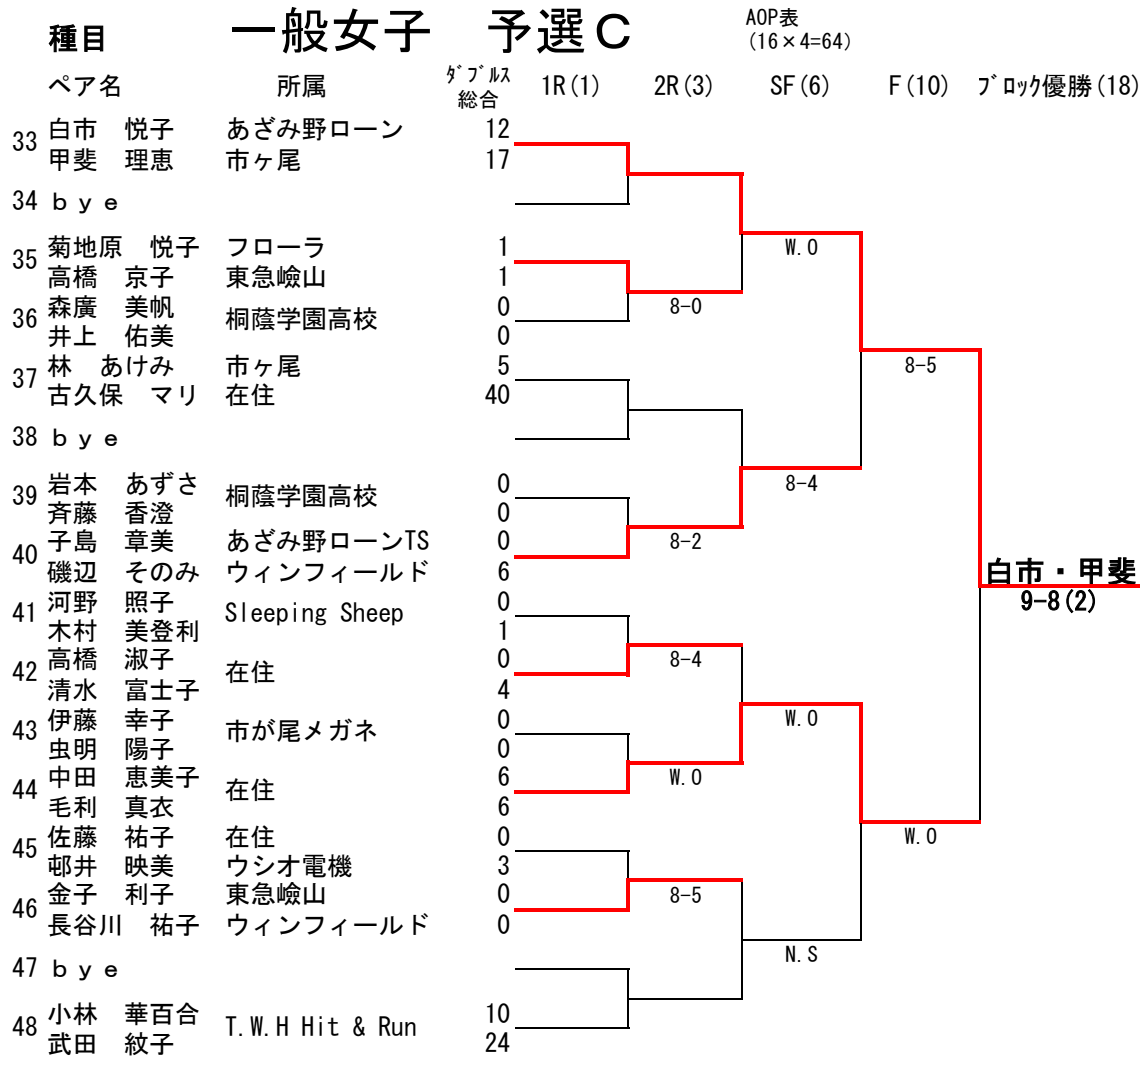 種目 一般女子 予選C AOP表
(16×4=64)
ペア名 所属 ﾀﾞﾌﾞﾙｽ総合 1R(1) 2R(3) SF(6) F(10) ﾌﾞﾛｯｸ優勝(18)
33 白市 悦子 あざみ野ローン 12
甲斐 理恵 市ヶ尾 17
34 bye
W.O
35 菊地原 悦子 フローラ 1
高橋 京子 東急嶮山 1
8-0
36 森廣 美帆 桐蔭学園高校 0
井上 佑美 0
37 林 あけみ 市ヶ尾 5
古久保 マリ 在住 40
8-5
38 bye
8-4
39 岩本 あずさ 桐蔭学園高校 0
斉藤 香澄 0
40 子島 章美 あざみ野ローンTS 0
磯辺 そのみ ウィンフィールド 6
8-2
白市・甲斐
9-8(2)
41 河野 照子 Sleeping Sheep 0
木村 美登利 1
42 高橋 淑子 在住 0
清水 富士子 4
8-4
43 伊藤 幸子 市が尾メガネ 0
虫明 陽子 0
W.O
44 中田 恵美子 在住 6
毛利 真衣 6
W.O
45 佐藤 祐子 在住 0
邨井 映美 ウシオ電機 3
W.O
46 金子 利子 東急嶮山 0
長谷川 祐子 ウィンフィールド 0
8-5
47 bye
N.S
48 小林 華百合 T.W.H Hit & Run 10
武田 紋子 24